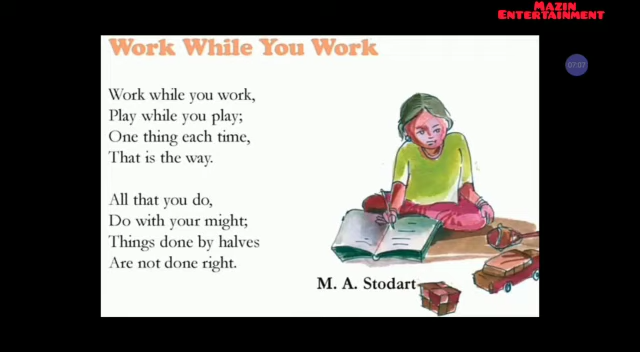 Mazin
Entertainment
07:07
Work While You Work
Work while you work,
Play while you play;
One thing each time,
That is the way.
All that you do,
Do with your might;
Things done by halves
Are not done right.
M. A. Stodart